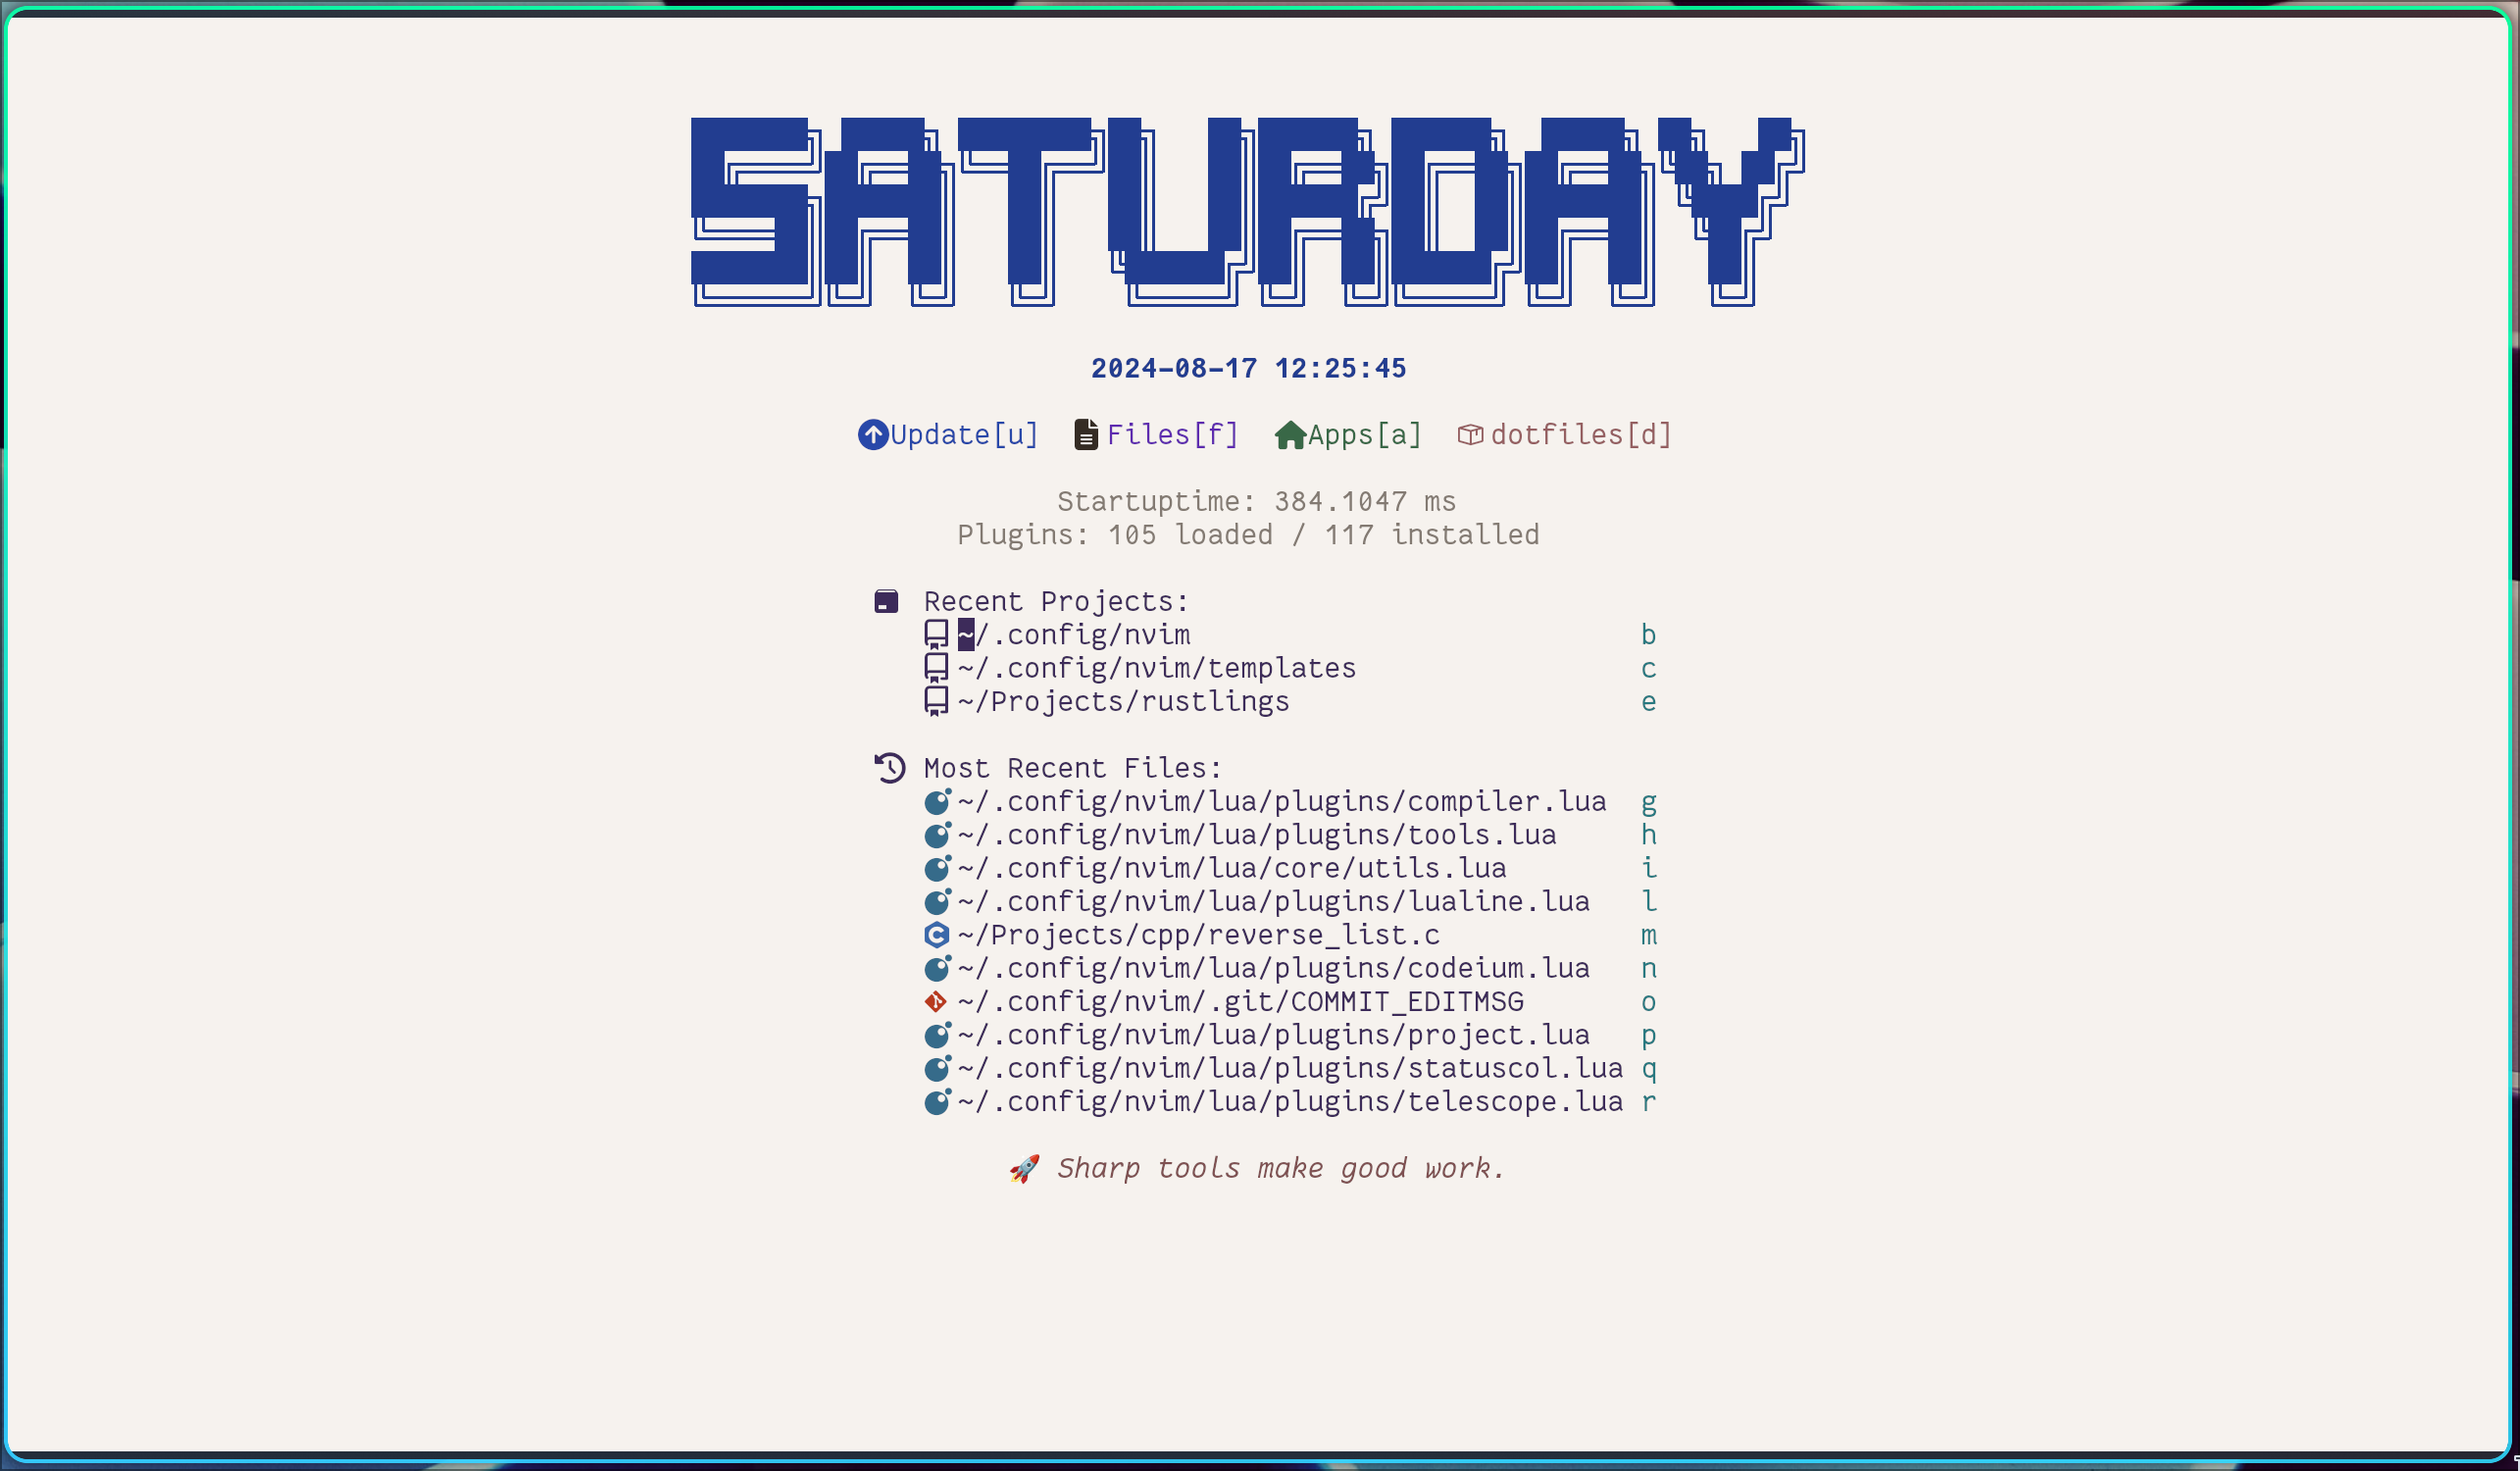 SATURDAY
2024-08-17 12:25:45
Update[u] Files[f] Apps[a] dotfiles[d]
Startuptime: 384.1047 ms
Plugins: 105 loaded / 117 installed
Recent Projects:
~/.config/nvim b
~/.config/nvim/templates c
~/Projects/rustlings e
Most Recent Files:
~/.config/nvim/lua/plugins/compiler.lua g
~/.config/nvim/lua/plugins/tools.lua h
~/.config/nvim/lua/core/utils.lua i
~/.config/nvim/lua/plugins/lualine.lua l
~/Projects/cpp/reverse_list.c m
~/.config/nvim/lua/plugins/codeium.lua n
~/.config/nvim/.git/COMMIT_EDITMSG o
~/.config/nvim/lua/plugins/project.lua p
~/.config/nvim/lua/plugins/statuscol.lua q
~/.config/nvim/lua/plugins/telescope.lua r
🚀 Sharp tools make good work.